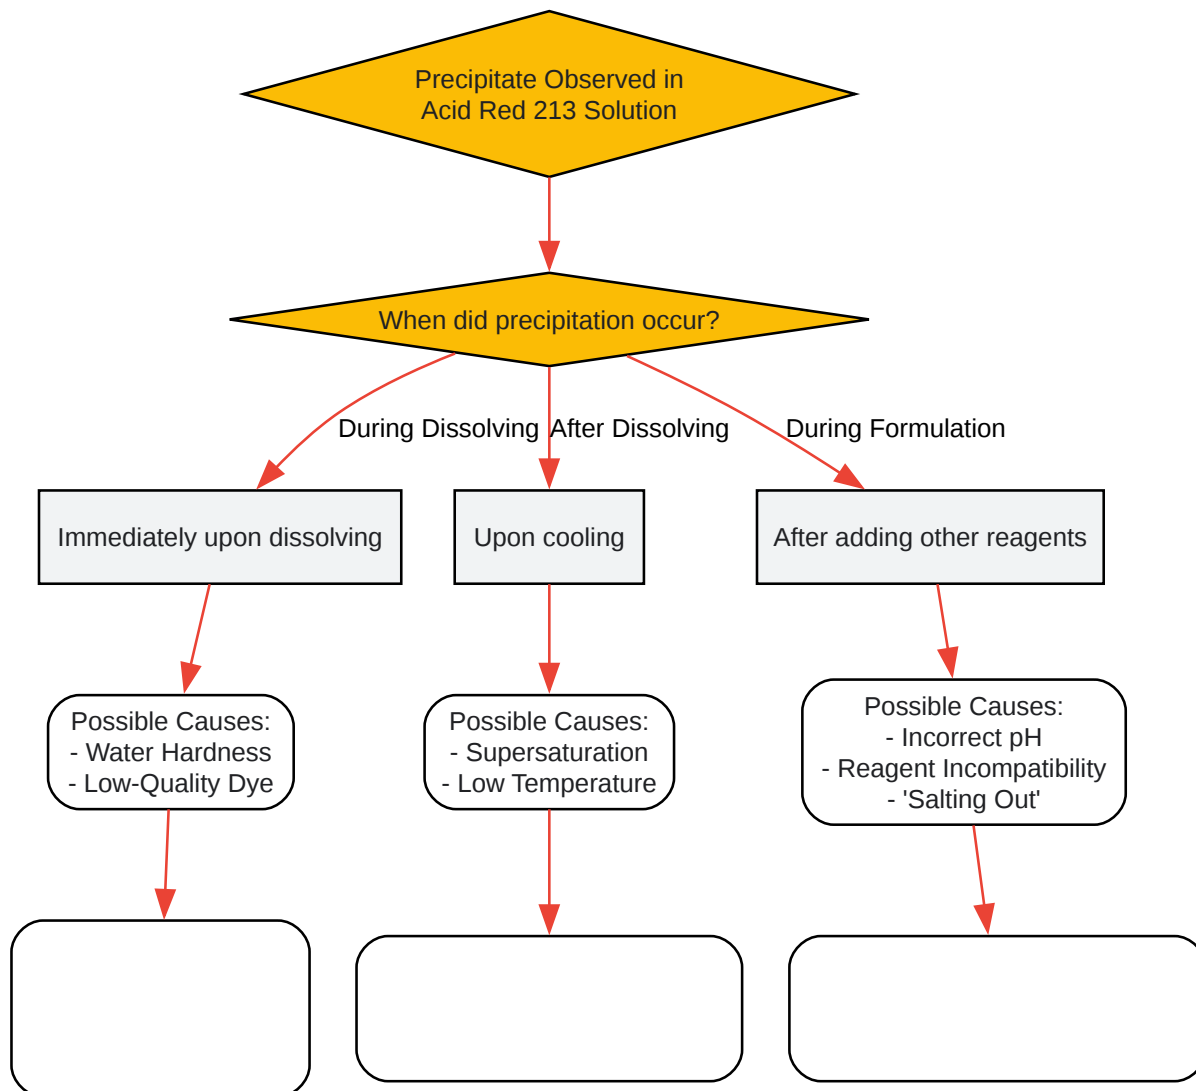 Precipitate Observed in
Acid Red 213 Solution
When did precipitation occur?
During Dissolving
After Dissolving
During Formulation
Immediately upon dissolving
Upon cooling
After adding other reagents
Possible Causes:
- Water Hardness
- Low-Quality Dye
Possible Causes:
- Supersaturation
- Low Temperature
Possible Causes:
- Incorrect pH
- Reagent Incompatibility
- 'Salting Out'